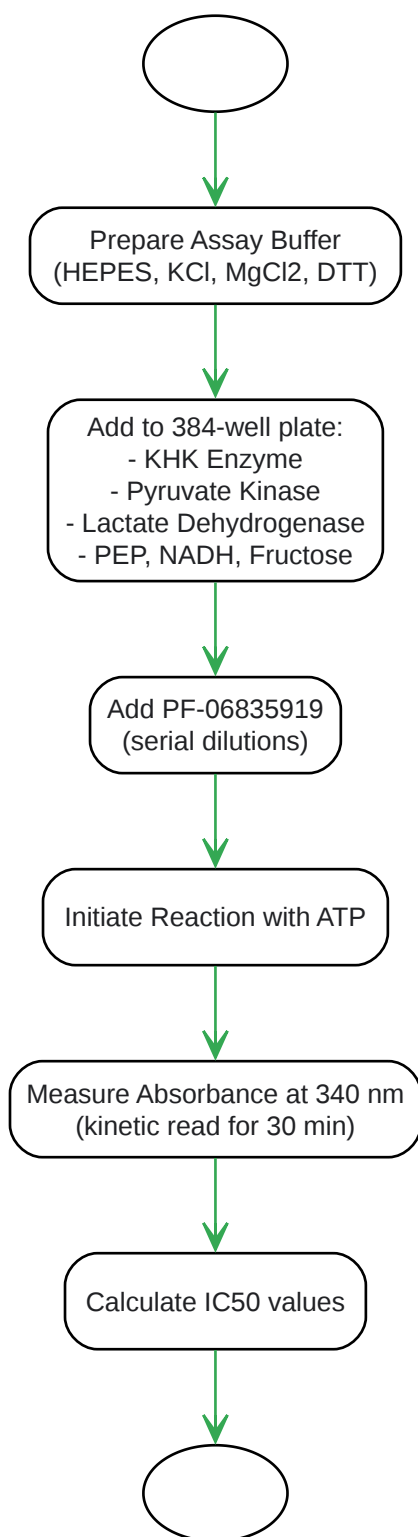 Prepare Assay Buffer
(HEPES, KCl, MgCl2, DTT)
Add to 384-well plate:
- KHK Enzyme
- Pyruvate Kinase
- Lactate Dehydrogenase
- PEP, NADH, Fructose
Add PF-06835919
(serial dilutions)
Initiate Reaction with ATP
Measure Absorbance at 340 nm
(kinetic read for 30 min)
Calculate IC50 values